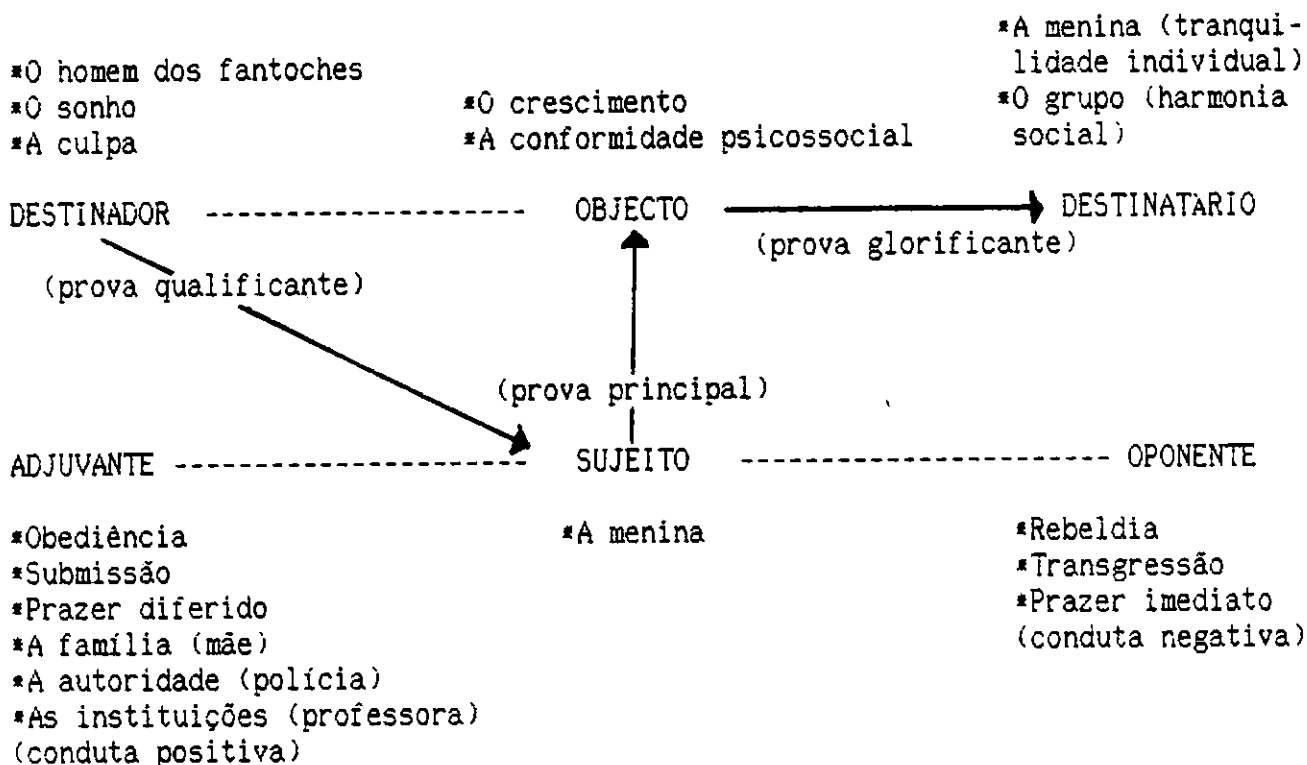 *O homem dos fantoches
*O sonho
*A culpa
*O crescimento
*A conformidade psicossocial
*A menina (tranqui-
lidade individual)
*O grupo (harmonia
social)
DESTINADOR -------------------- OBJECTO DESTINATÁRIO
(prova glorificante)
(prova qualificante)
(prova principal)
ADJUVANTE ---------------------- SUJEITO ----------------------- OPONENTE
*Obediência
*Submissão
*Prazer diferido
*A família (mãe)
*A autoridade (polícia)
*As instituições (professora)
(conduta positiva)
*A menina
*Rebeldia
*Transgressão
*Prazer imediato
(conduta negativa)